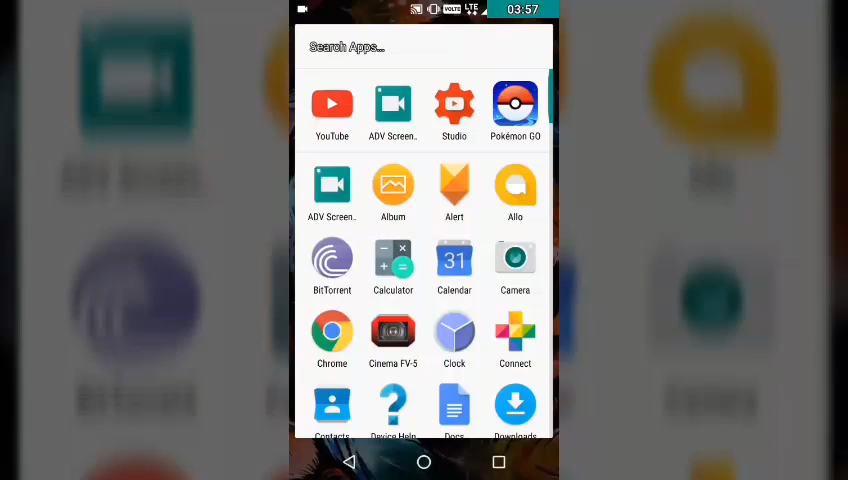 VOLTE LTE 03:57
Search Apps...
YouTube ADV Screen.. Studio Pokémon GO
ADV Screen.. Album Alert Allo
31
BitTorrent Calculator Calendar Camera
Chrome Cinema FV-5 Clock Connect
Contacts Device Help Docs Downloads